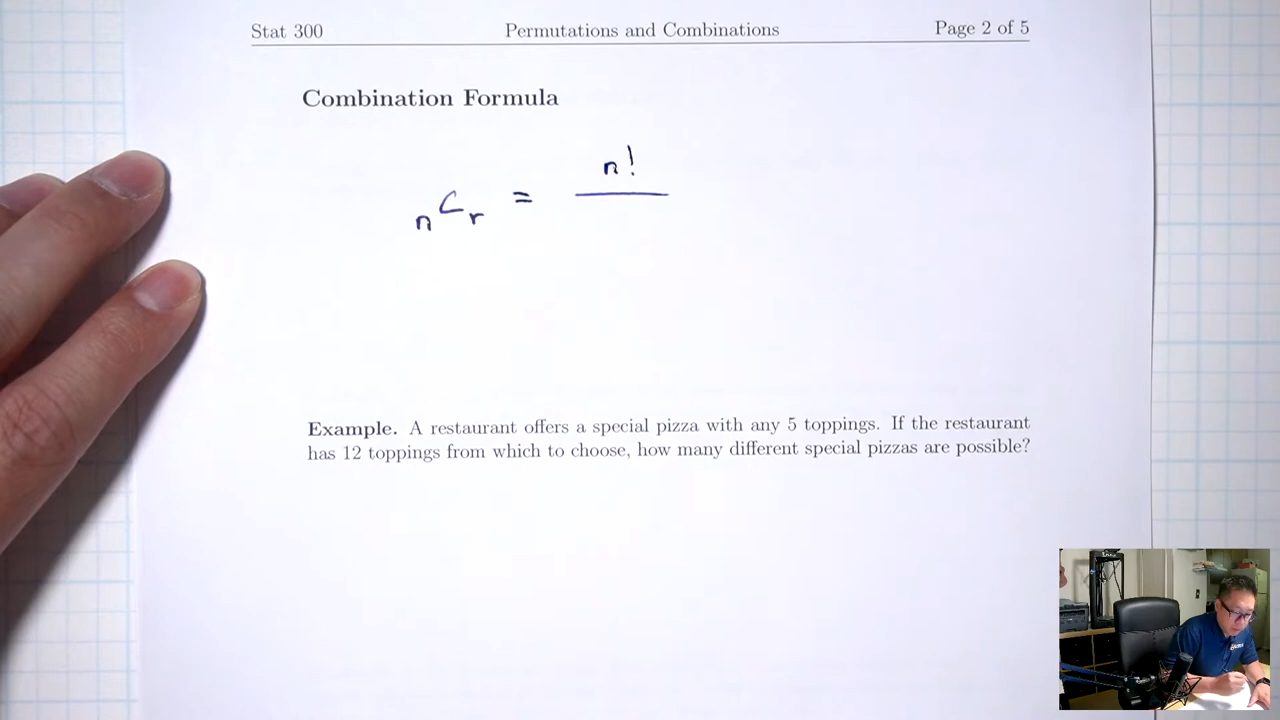 Stat 300 Permutations and Combinations Page 2 of 5
Combination Formula
nCr = n!
Example. A restaurant offers a special pizza with any 5 toppings. If the restaurant
has 12 toppings from which to choose, how many different special pizzas are possible?